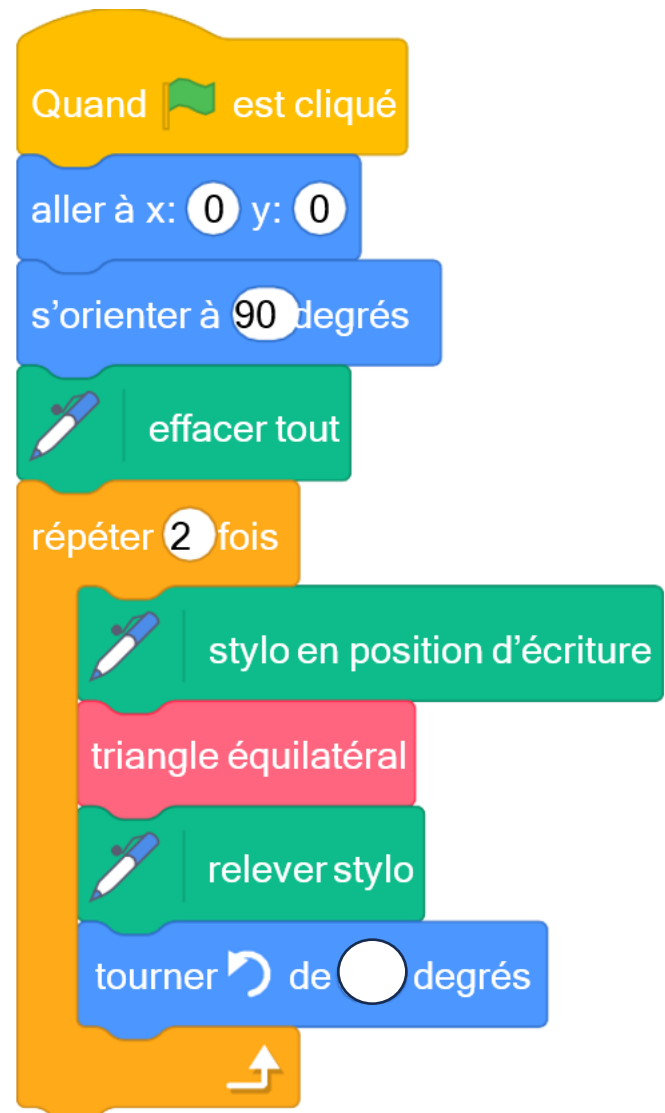 Quand est cliqué
aller à x: 0 y: 0
s’orienter à 90 degrés
effacer tout
répéter 2 fois
stylo en position d’écriture
triangle équilatéral
relever stylo
tourner de degrés